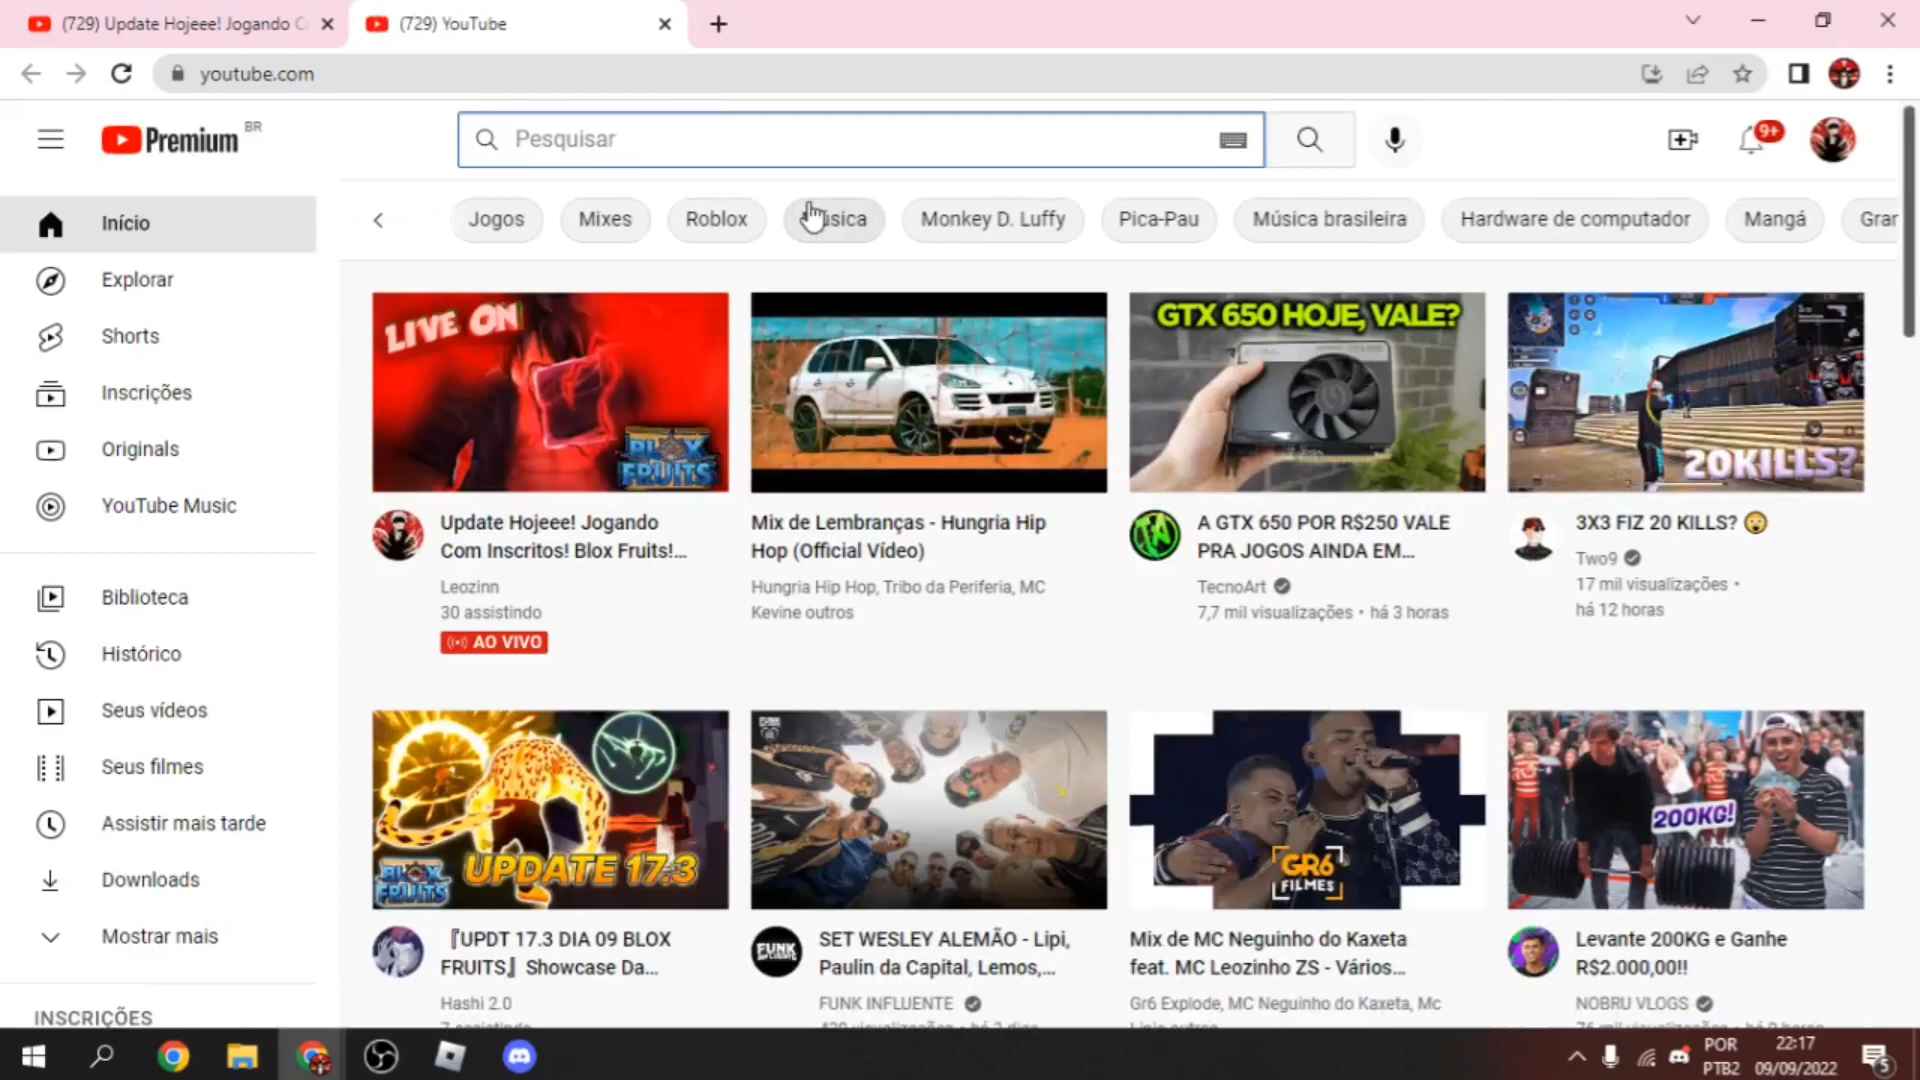 (729) Update Hojeee! Jogando C
(729) YouTube
youtube.com
Premium BR
Pesquisar
9+
Jogos
Mixes
Roblox
Monkey D. Luffy
Pica-Pau
Música brasileira
Hardware de computador
Mangá
Início
Explorar
Shorts
Inscrições
Originals
YouTube Music
Biblioteca
Histórico
Seus vídeos
Seus filmes
Assistir mais tarde
Downloads
Mostrar mais
INSCRIÇÕES
LIVE ON
BLOX
FRUITS
Update Hojeee! Jogando
Com Inscritos! Blox Fruits!...
Leozinn
30 assistindo
AO VIVO
Mix de Lembranças - Hungria Hip
Hop (Official Vídeo)
Hungria Hip Hop, Tribo da Periferia, MC
Kevine outros
GTX 650 HOJE, VALE?
A GTX 650 POR R$250 VALE
PRA JOGOS AINDA EM...
TecnoArt
7,7 mil visualizações • há 3 horas
20KILLS?
3X3 FIZ 20 KILLS? 😲
Two9
17 mil visualizações •
há 12 horas
BLOX
FRUITS
UPDATE 17.3
『UPDT 17.3 DIA 09 BLOX
FRUITS』 Showcase Da...
Hashi 2.0
7 assistindo
FUNK
SET WESLEY ALEMÃO - Lipi,
Paulin da Capital, Lemos,...
FUNK INFLUENTE
GR6
FILMES
Mix de MC Neguinho do Kaxeta
feat. MC Leozinho ZS - Vários...
Gr6 Explode, MC Neguinho do Kaxeta, Mc
200KG!
Levante 200KG e Ganhe
R$2.000,00!!
NOBRU VLOGS
POR
PTB2
22:17
09/09/2022
5